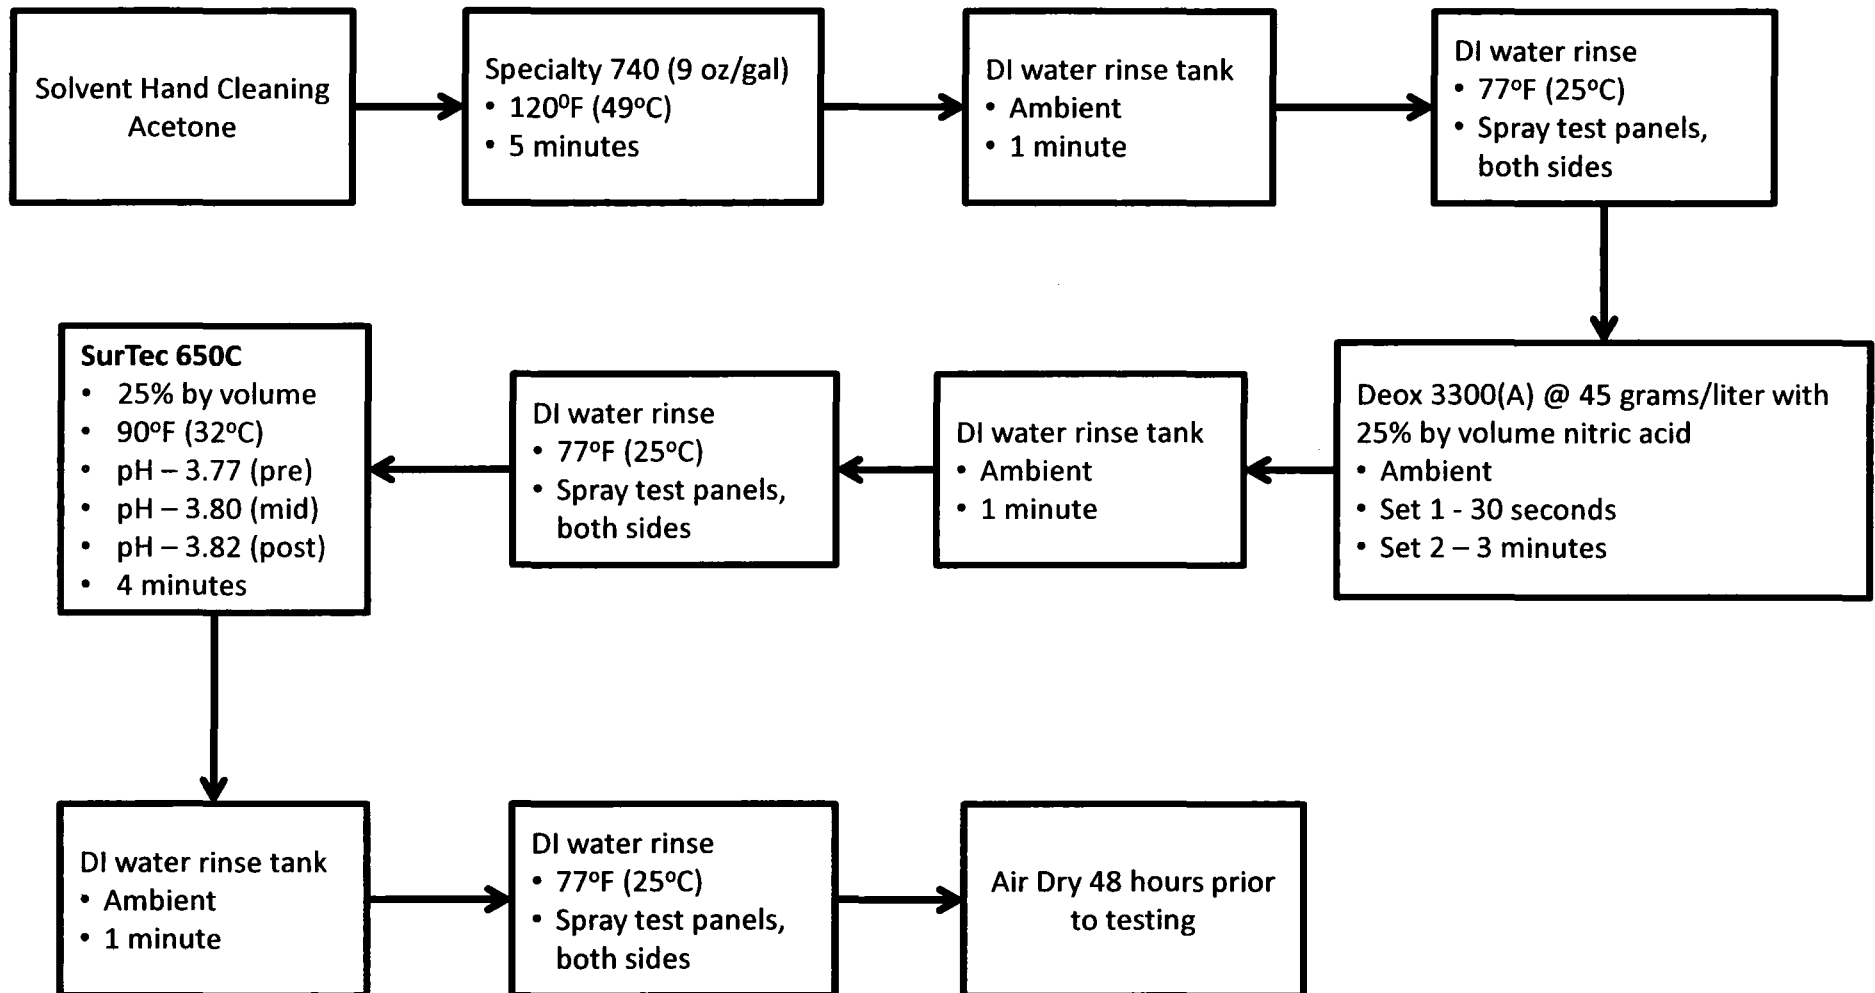 Solvent Hand Cleaning
Acetone
Specialty 740 (9 oz/gal)
• 120⁰F (49ºC)
• 5 minutes
DI water rinse tank
• Ambient
• 1 minute
DI water rinse
• 77ºF (25ºC)
• Spray test panels,
both sides
Deox 3300(A) @ 45 grams/liter with
25% by volume nitric acid
• Ambient
• Set 1 - 30 seconds
• Set 2 – 3 minutes
DI water rinse tank
• Ambient
• 1 minute
DI water rinse
• 77ºF (25ºC)
• Spray test panels,
both sides
SurTec 650C
• 25% by volume
• 90ºF (32ºC)
• pH – 3.77 (pre)
• pH – 3.80 (mid)
• pH – 3.82 (post)
• 4 minutes
DI water rinse tank
• Ambient
• 1 minute
DI water rinse
• 77ºF (25ºC)
• Spray test panels,
both sides
Air Dry 48 hours prior
to testing